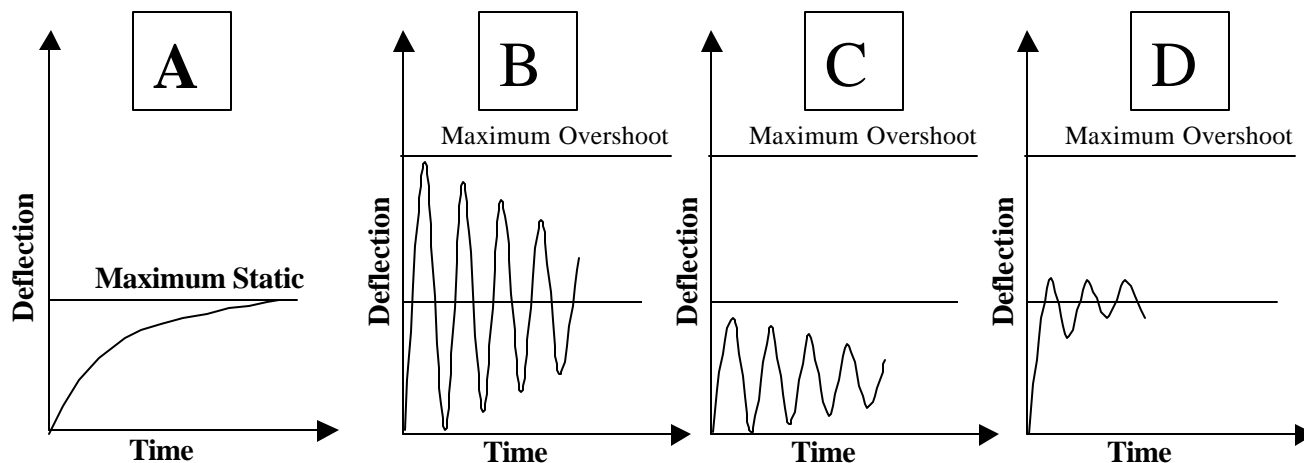 A
Deflection
Maximum Static
Time
B
Maximum Overshoot
Deflection
Time
C
Maximum Overshoot
Deflection
Time
D
Maximum Overshoot
Deflection
Time